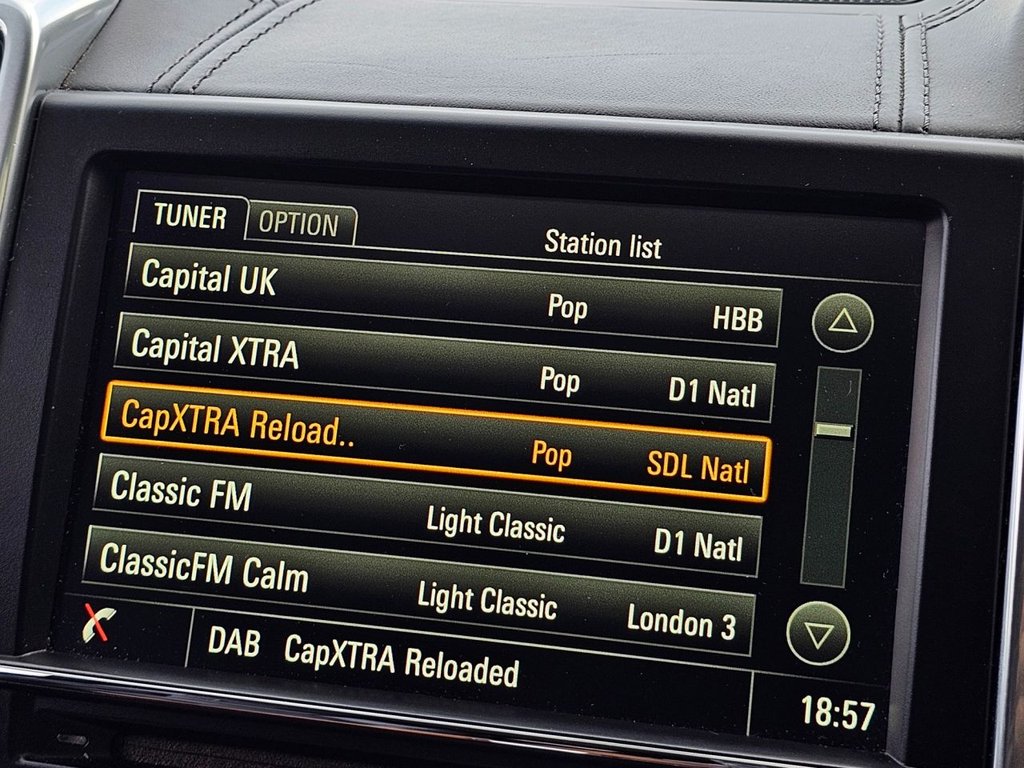 TUNER OPTION Station list
Capital UK Pop HBB
Capital XTRA Pop D1 Natl
CapXTRA Reload.. Pop SDL Natl
Classic FM Light Classic D1 Natl
ClassicFM Calm Light Classic London 3
DAB CapXTRA Reloaded 18:57